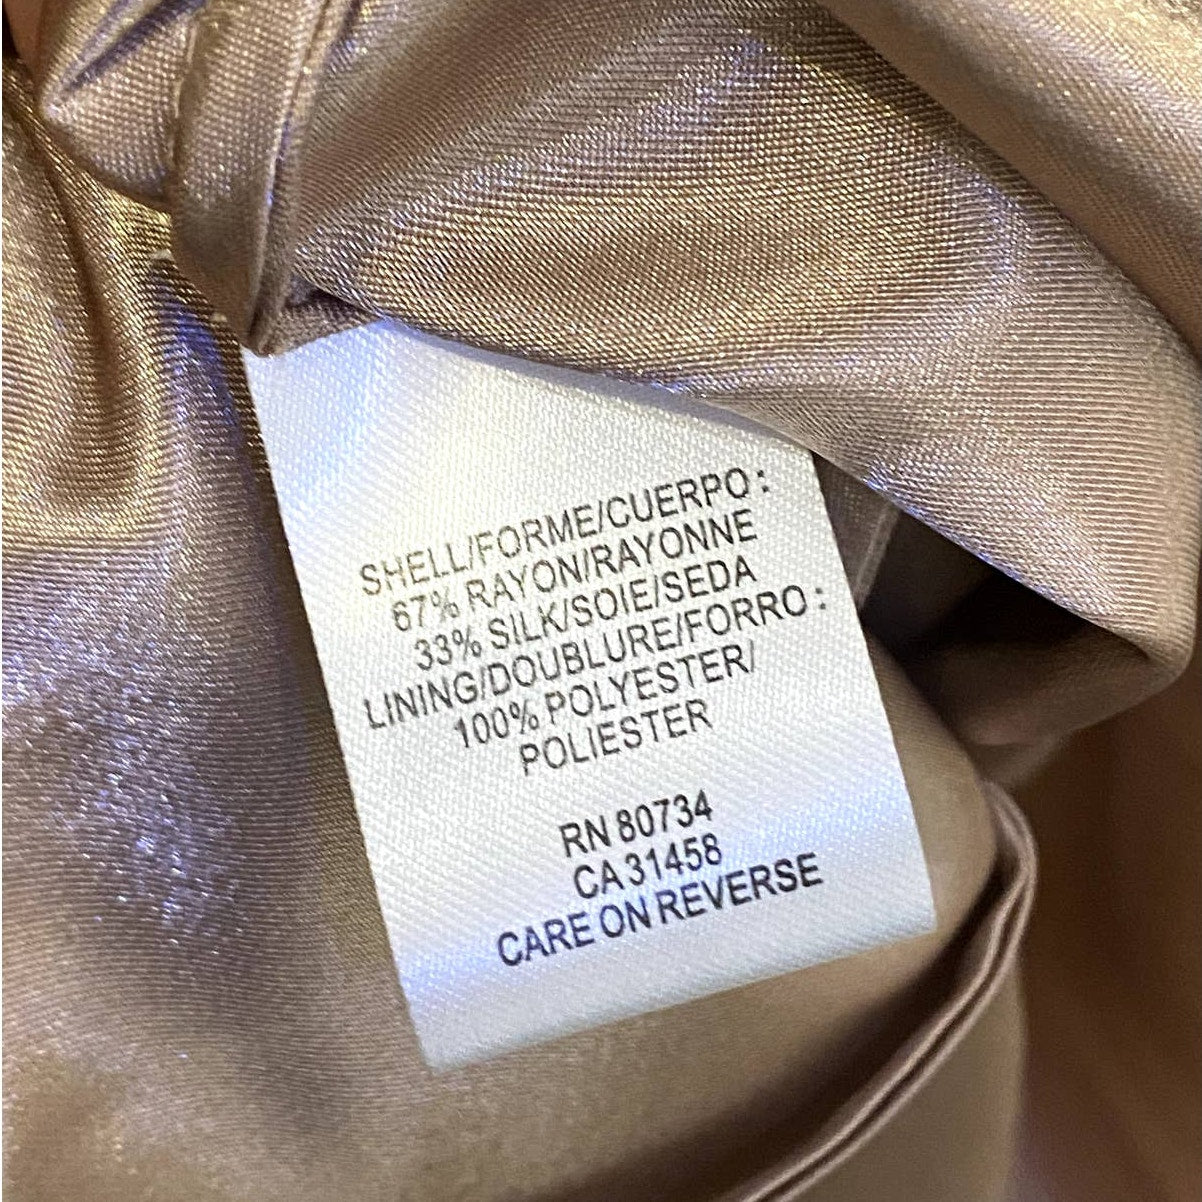 SHELL/FORME/CUERPO :
67% RAYON/RAYONNE
33% SILK/SOIE/SEDA
LINING/DOUBLURE/FORRO :
100% POLYESTER/
POLIESTER
RN 80734
CA 31458
CARE ON REVERSE